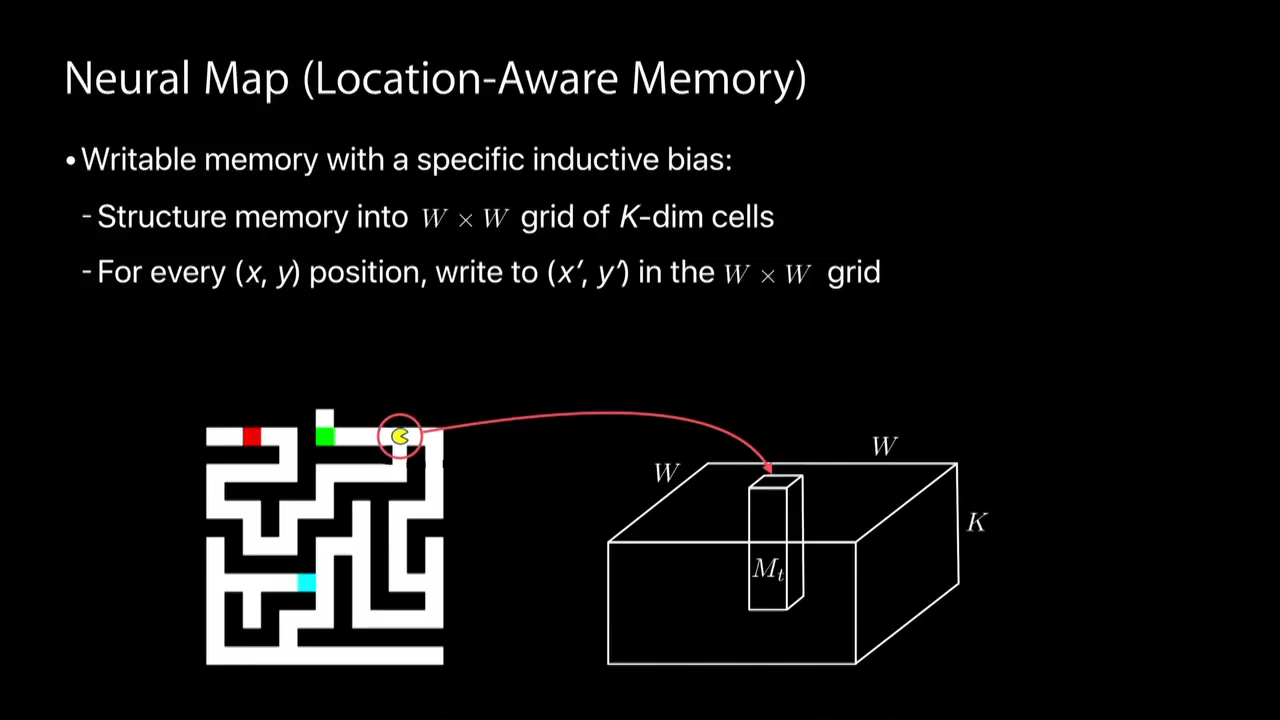 Neural Map (Location-Aware Memory)
•Writable memory with a specific inductive bias:
-Structure memory into W × W grid of K-dim cells
-For every (x, y) position, write to (x′, y′) in the W × W grid
W
W
K
Mₜ